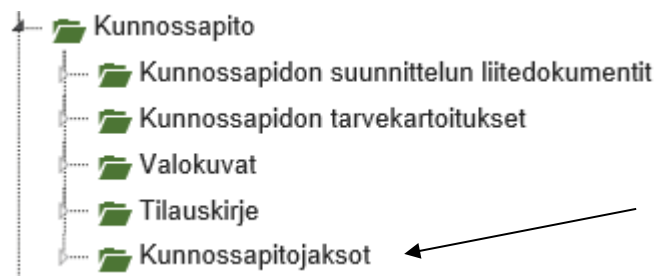 Kunnossapito
Kunnossapidon suunnittelun liitedokumentit
Kunnossapidon tarvekartoitukset
Valokuvat
Tilauskirje
Kunnossapitojaksot